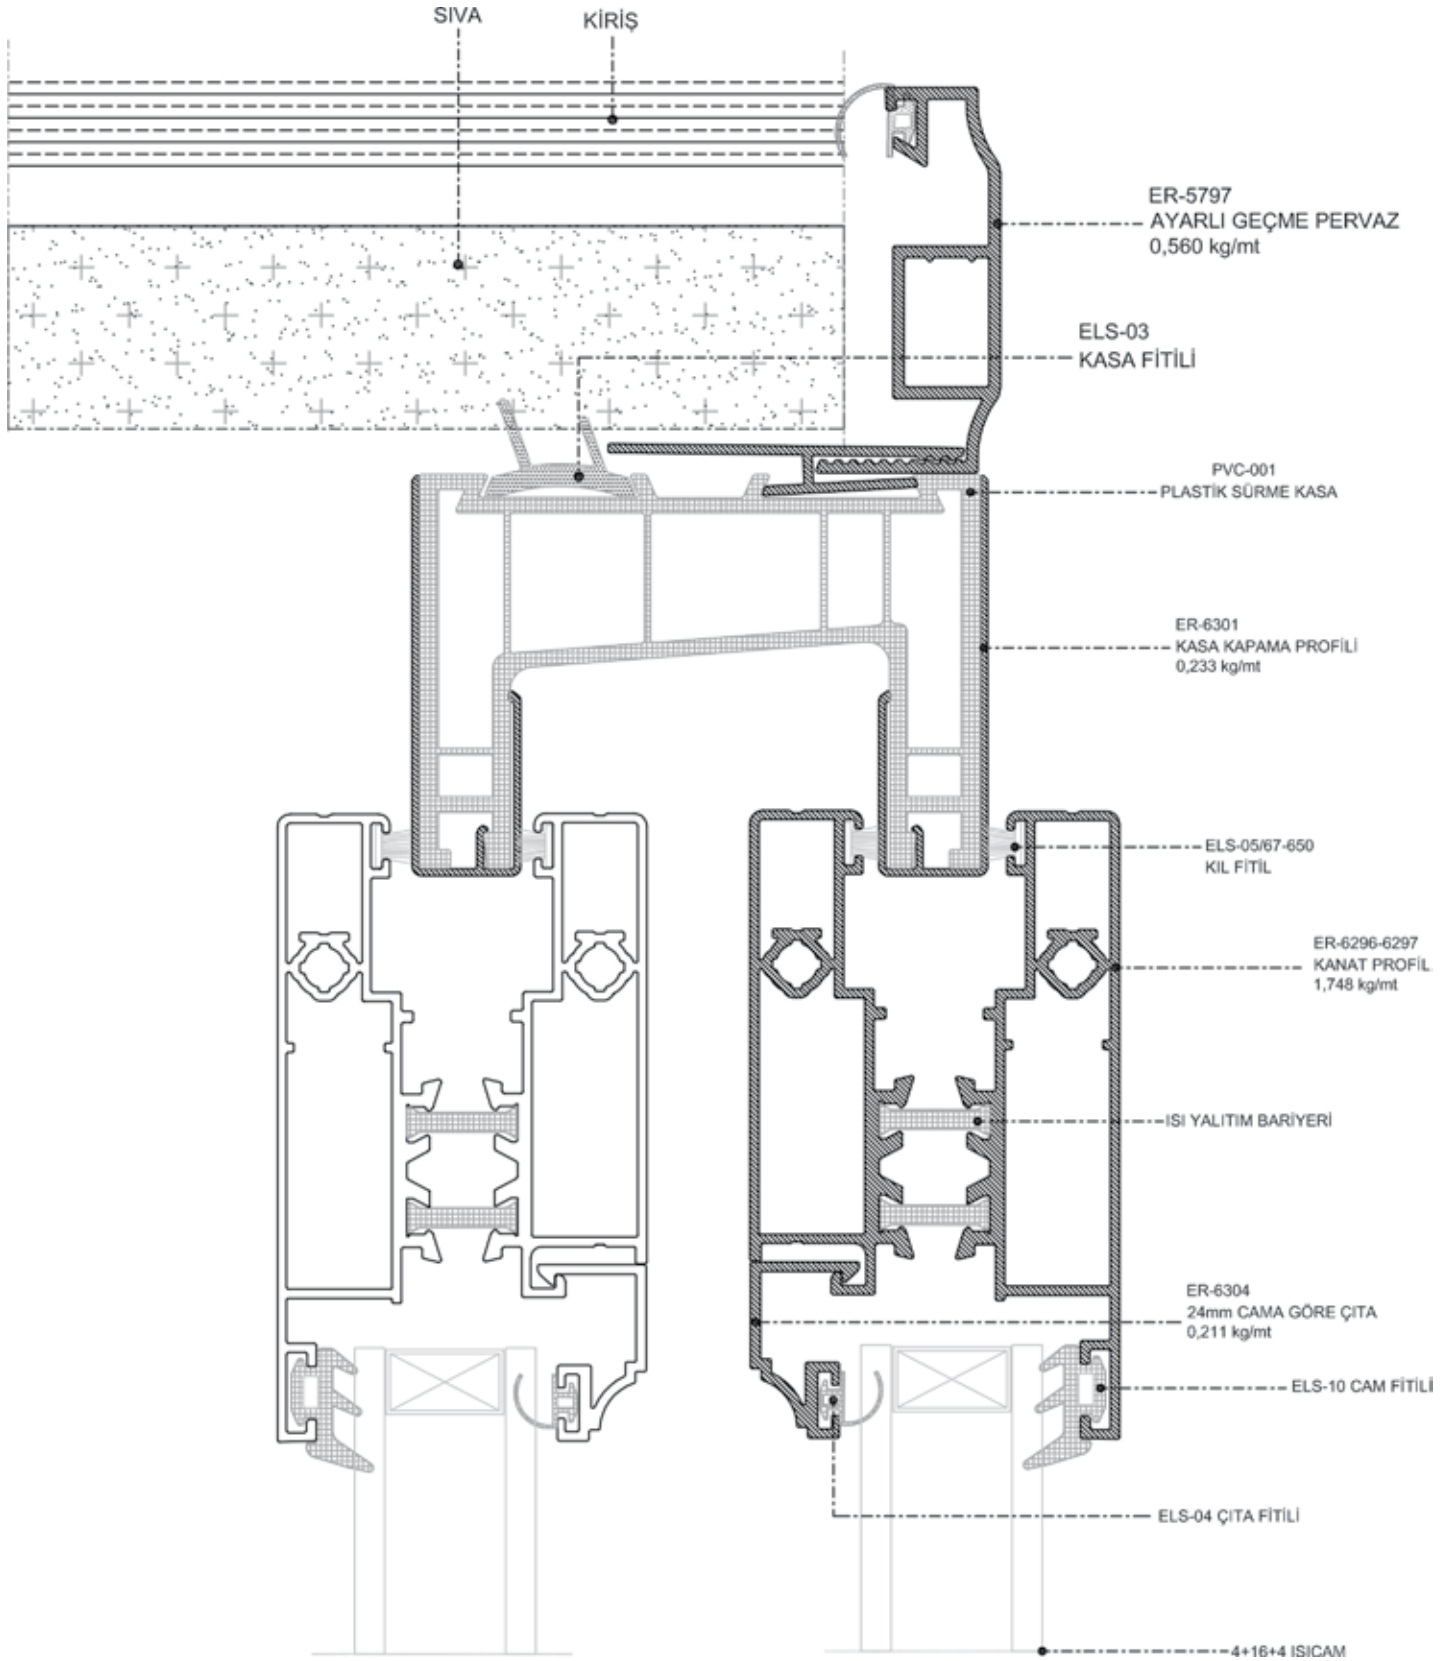 SIVA
KİRİŞ
ER-5797
AYARLI GEÇME PERVAZ
0,560 kg/mt
ELS-03
KASA FİTİLİ
PVC-001
PLASTİK SÜRME KASA
ER-6301
KASA KAPAMA PROFİLİ
0,233 kg/mt
ELS-05/67-650
KIL FİTİL
ER-6296-6297
KANAT PROFİL
1,748 kg/mt
ISI YALITIM BARİYERİ
ER-6304
24mm CAMA GÖRE ÇITA
0,211 kg/mt
ELS-10 CAM FİTİLİ
ELS-04 ÇITA FİTİLİ
4+16+4 ISICAM